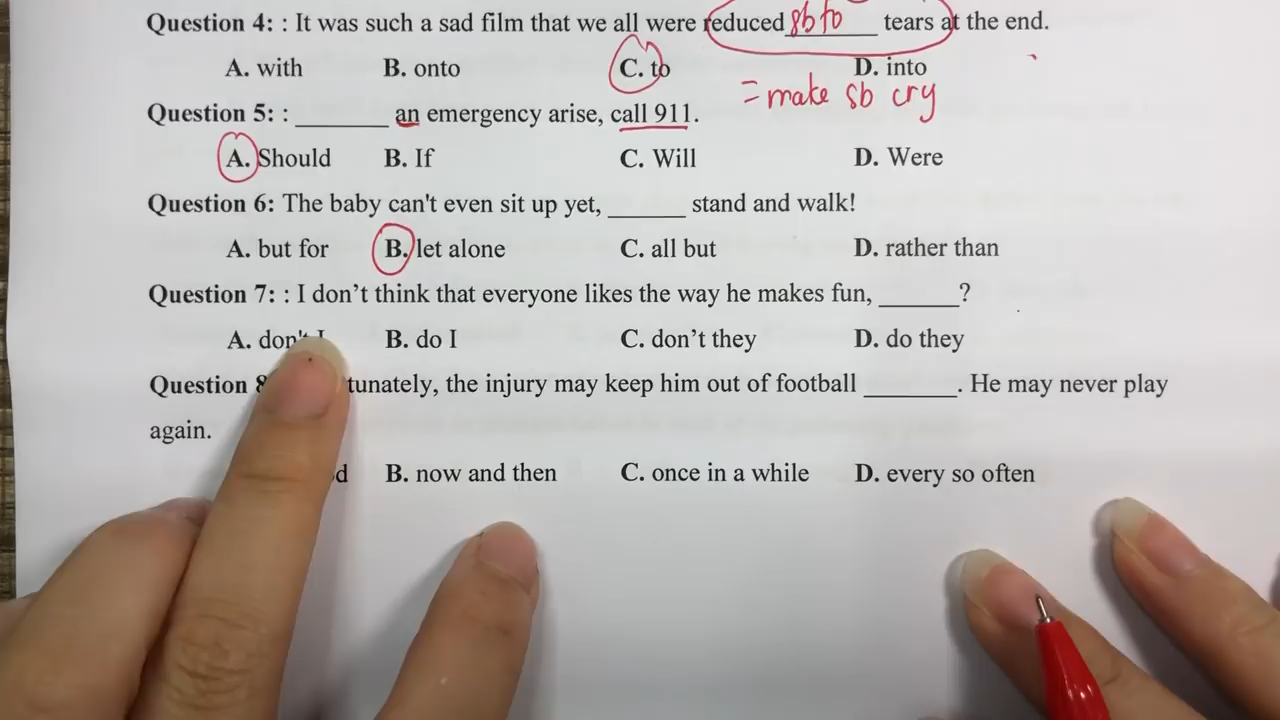 Question 4: : It was such a sad film that we all were reduced sb to tears at the end.
A. with B. onto C. to D. into
= make sb cry
Question 5: : ________ an emergency arise, call 911.
A. Should B. If C. Will D. Were
Question 6: The baby can't even sit up yet, ______ stand and walk!
A. but for B. let alone C. all but D. rather than
Question 7: : I don’t think that everyone likes the way he makes fun, ______?
A. don't I B. do I C. don’t they D. do they
Question the injury may keep him out of football _______. He may never play
again.
B. now and then C. once in a while D. every so often